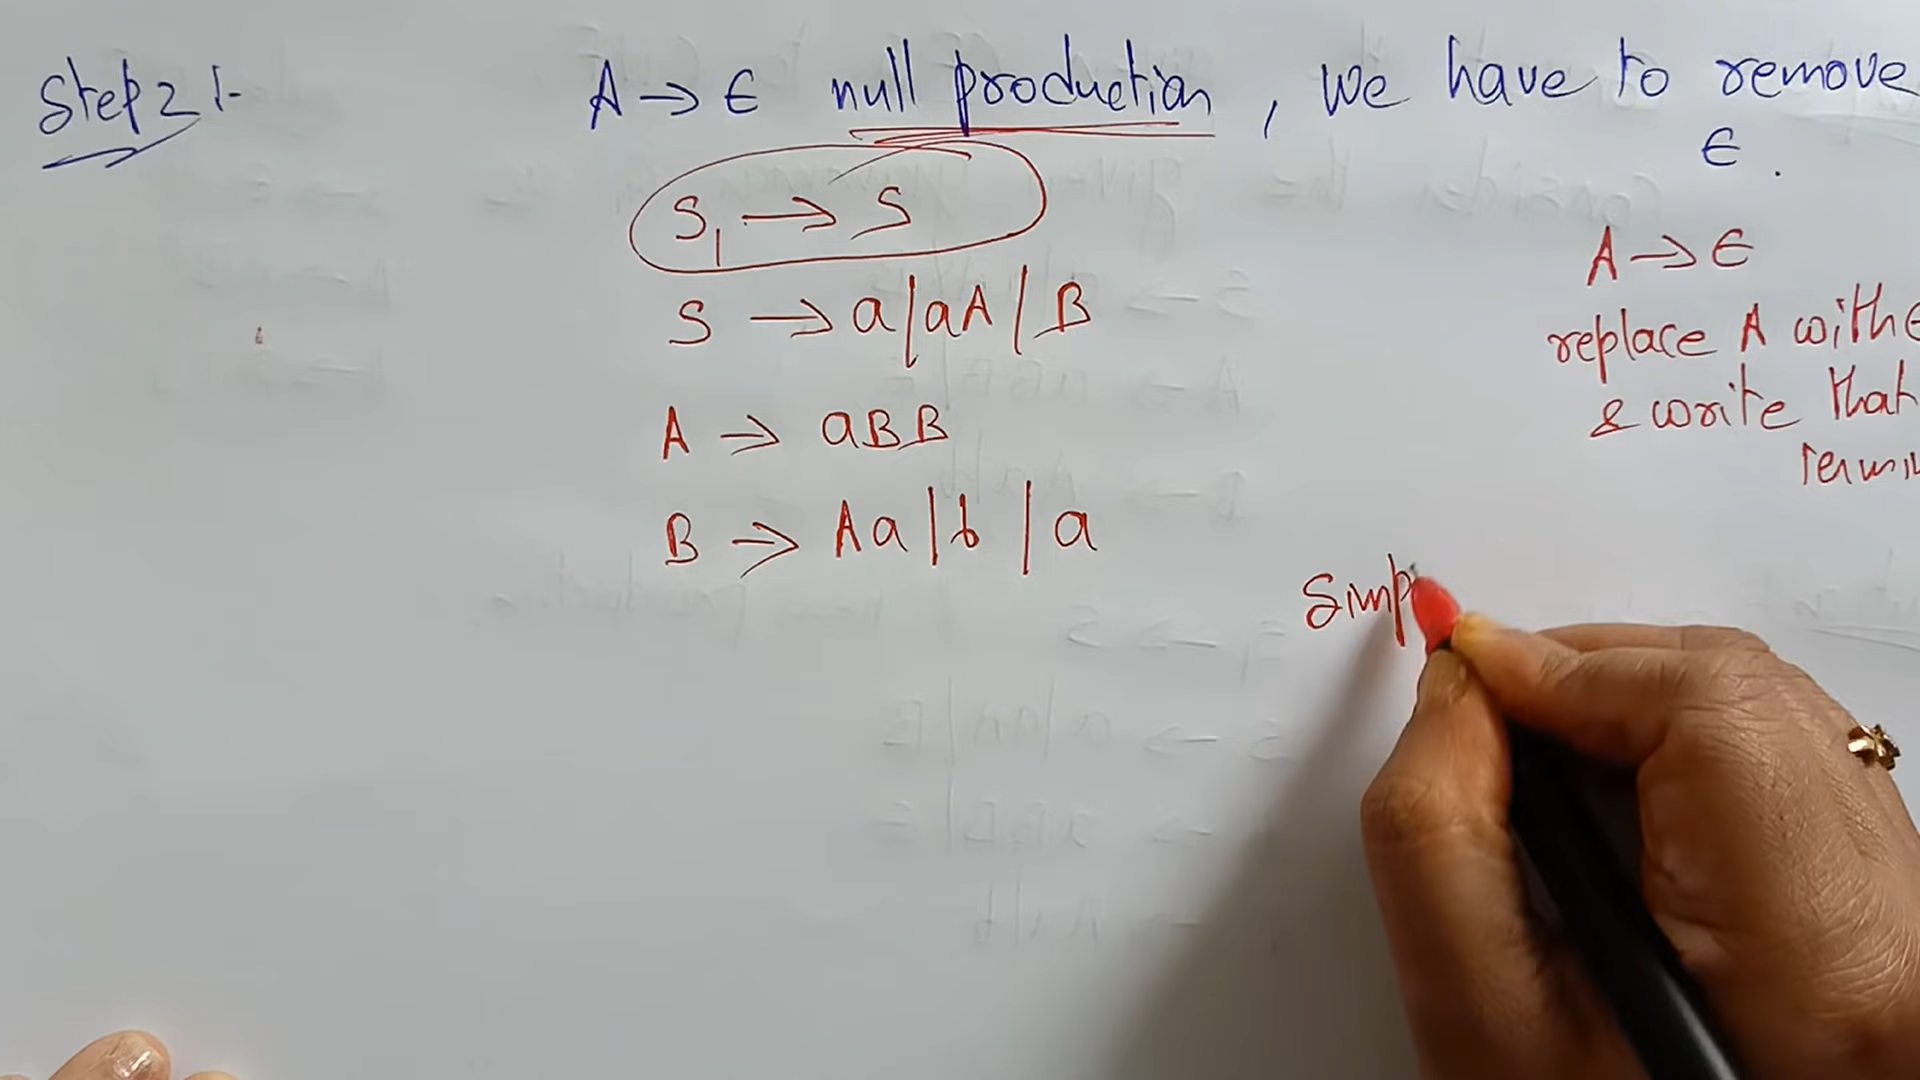 Step 2 :-
A → ε null production, we have to remove
ε.
S₁ → S
S → a|aA|B
A → aBB
B → Aa|b|a
A → ε
replace A with ε
& write that
Simp